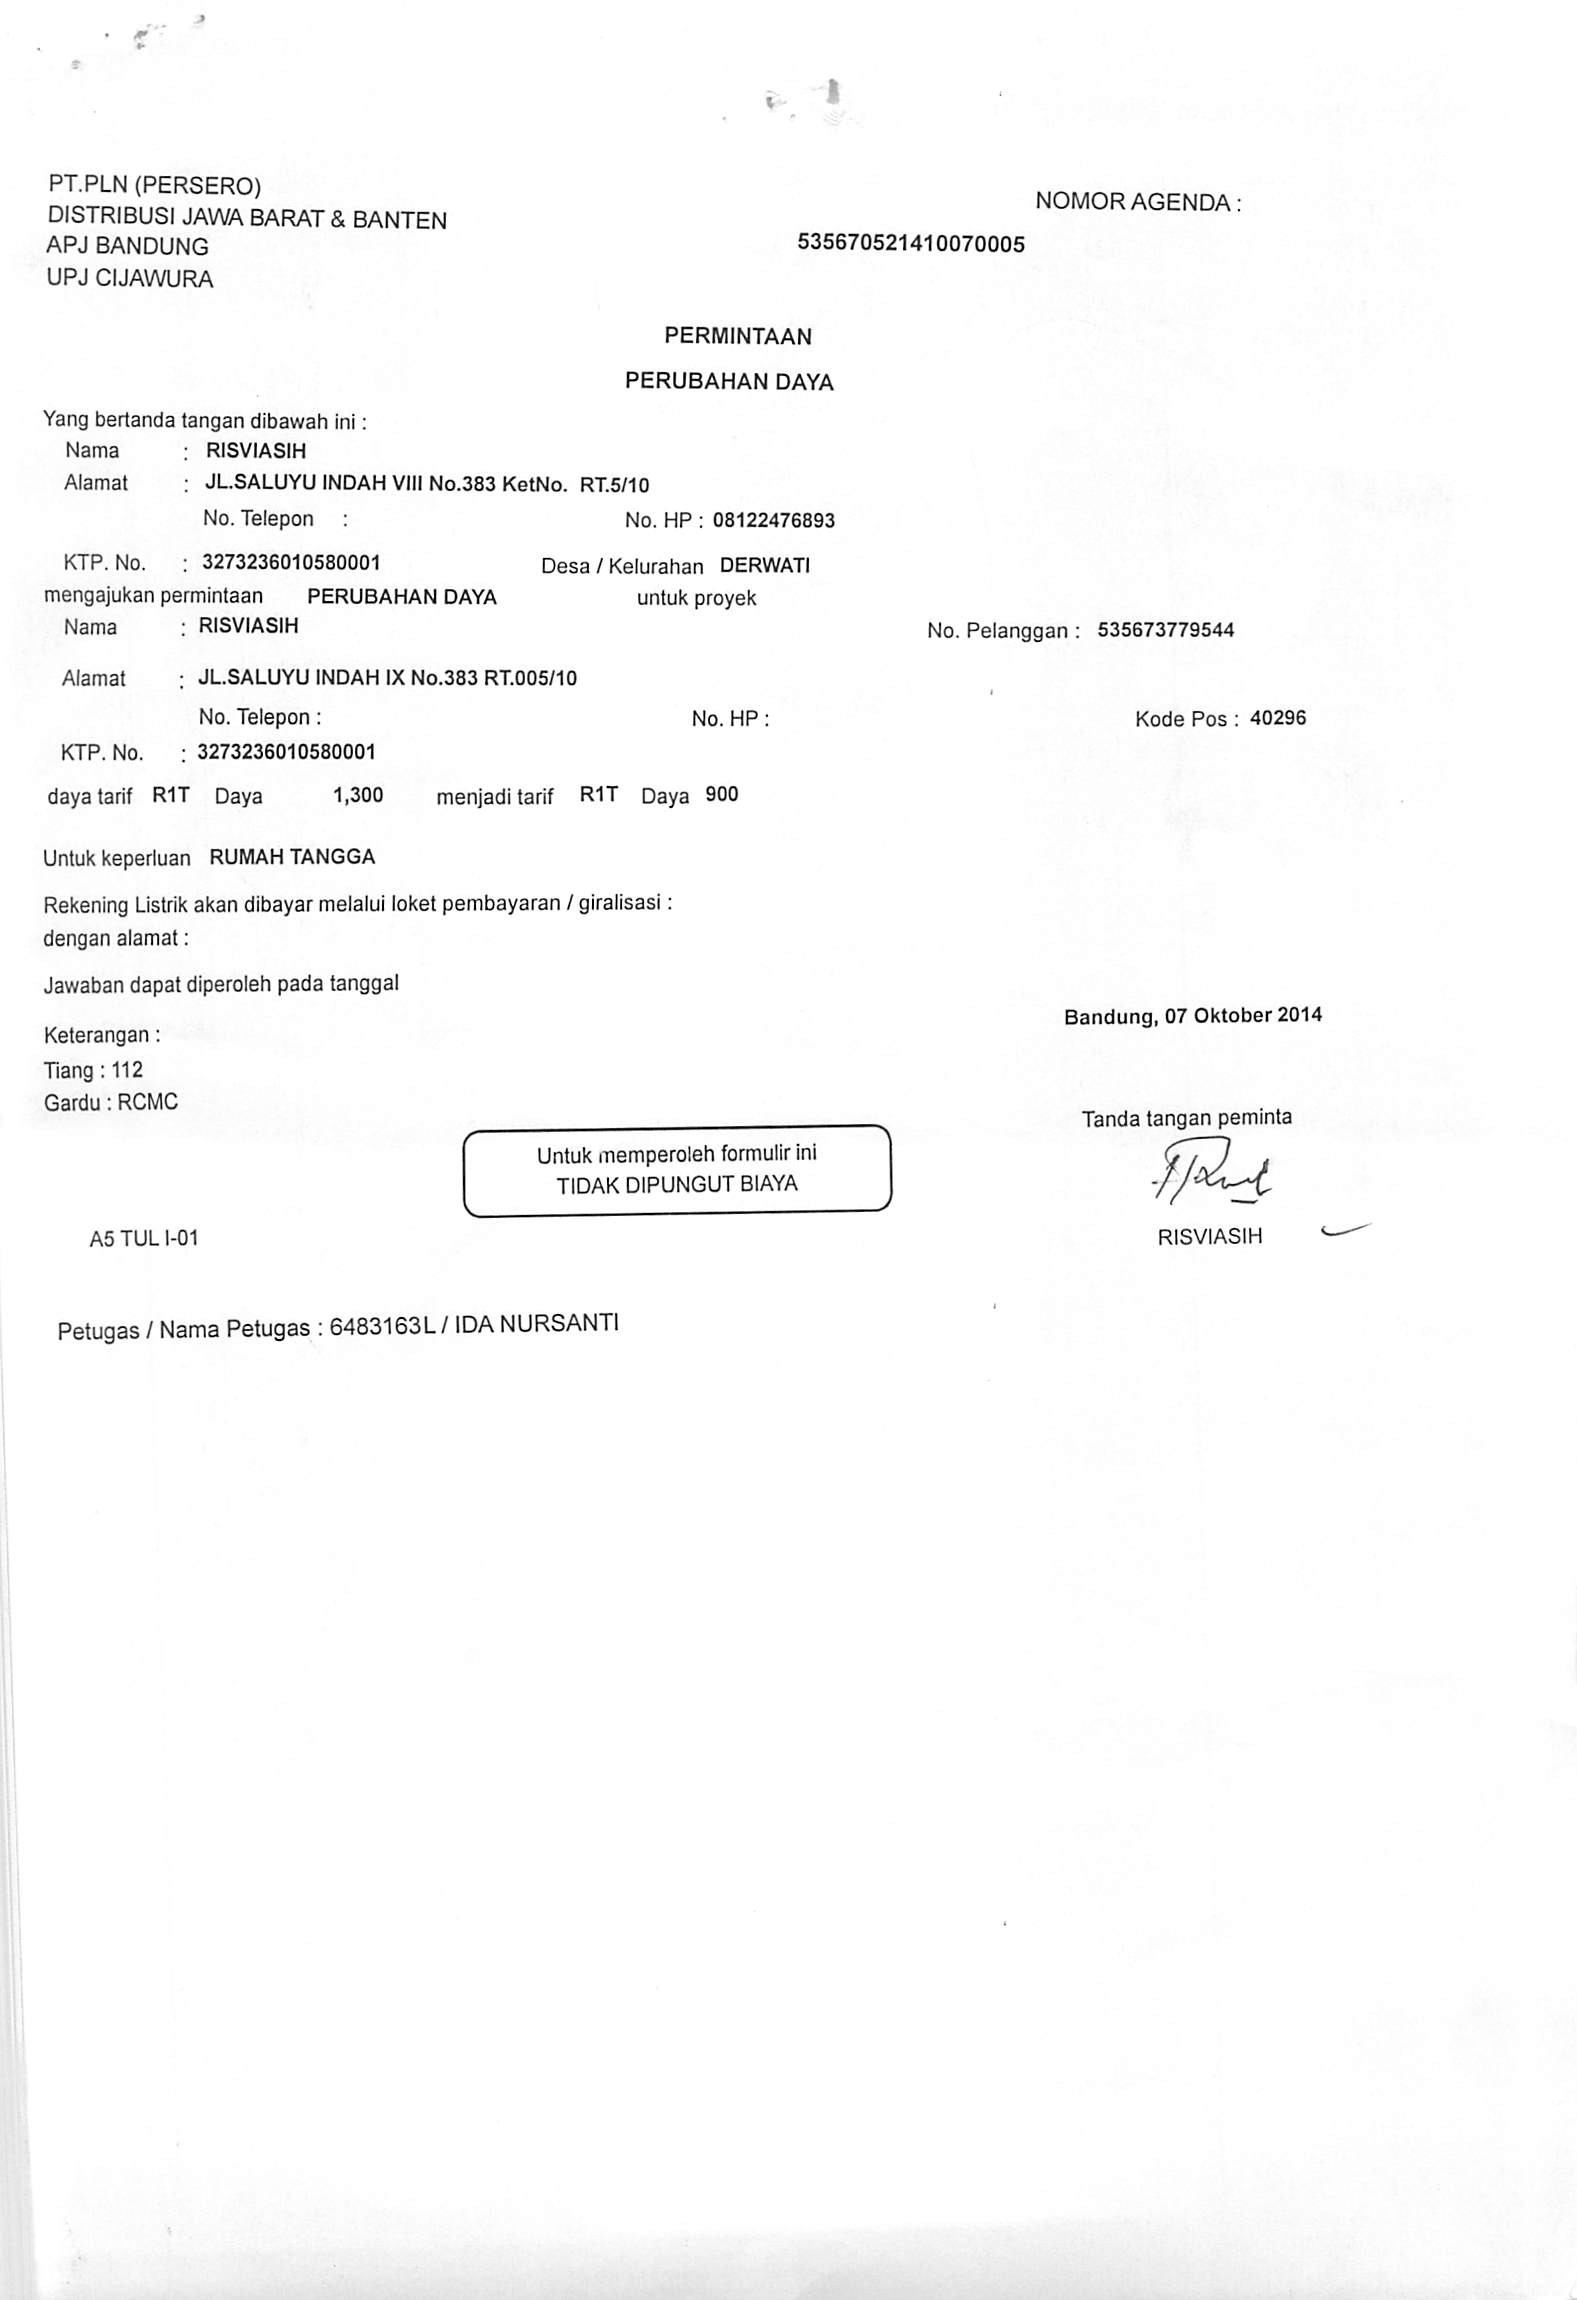 PT.PLN (PERSERO)
DISTRIBUSI JAWA BARAT & BANTEN
APJ BANDUNG
UPJ CIJAWURA
NOMOR AGENDA :
535670521410070005
PERMINTAAN
PERUBAHAN DAYA
Yang bertanda tangan dibawah ini :
Nama : RISVIASIH
Alamat : JL.SALUYU INDAH VIII No.383 KetNo. RT.5/10
No. Telepon : No. HP : 08122476893
KTP. No. : 3273236010580001 Desa / Kelurahan DERWATI
mengajukan permintaan PERUBAHAN DAYA untuk proyek
Nama : RISVIASIH No. Pelanggan : 535673779544
Alamat : JL.SALUYU INDAH IX No.383 RT.005/10
No. Telepon : No. HP : Kode Pos : 40296
KTP. No. : 3273236010580001
daya tarif R1T Daya 1,300 menjadi tarif R1T Daya 900
Untuk keperluan RUMAH TANGGA
Rekening Listrik akan dibayar melalui loket pembayaran / giralisasi :
dengan alamat :
Jawaban dapat diperoleh pada tanggal
Bandung, 07 Oktober 2014
Keterangan :
Tiang : 112
Gardu : RCMC
Tanda tangan peminta
Untuk memperoleh formulir ini
TIDAK DIPUNGUT BIAYA
A5 TUL I-01
RISVIASIH
Petugas / Nama Petugas : 6483163L / IDA NURSANTI